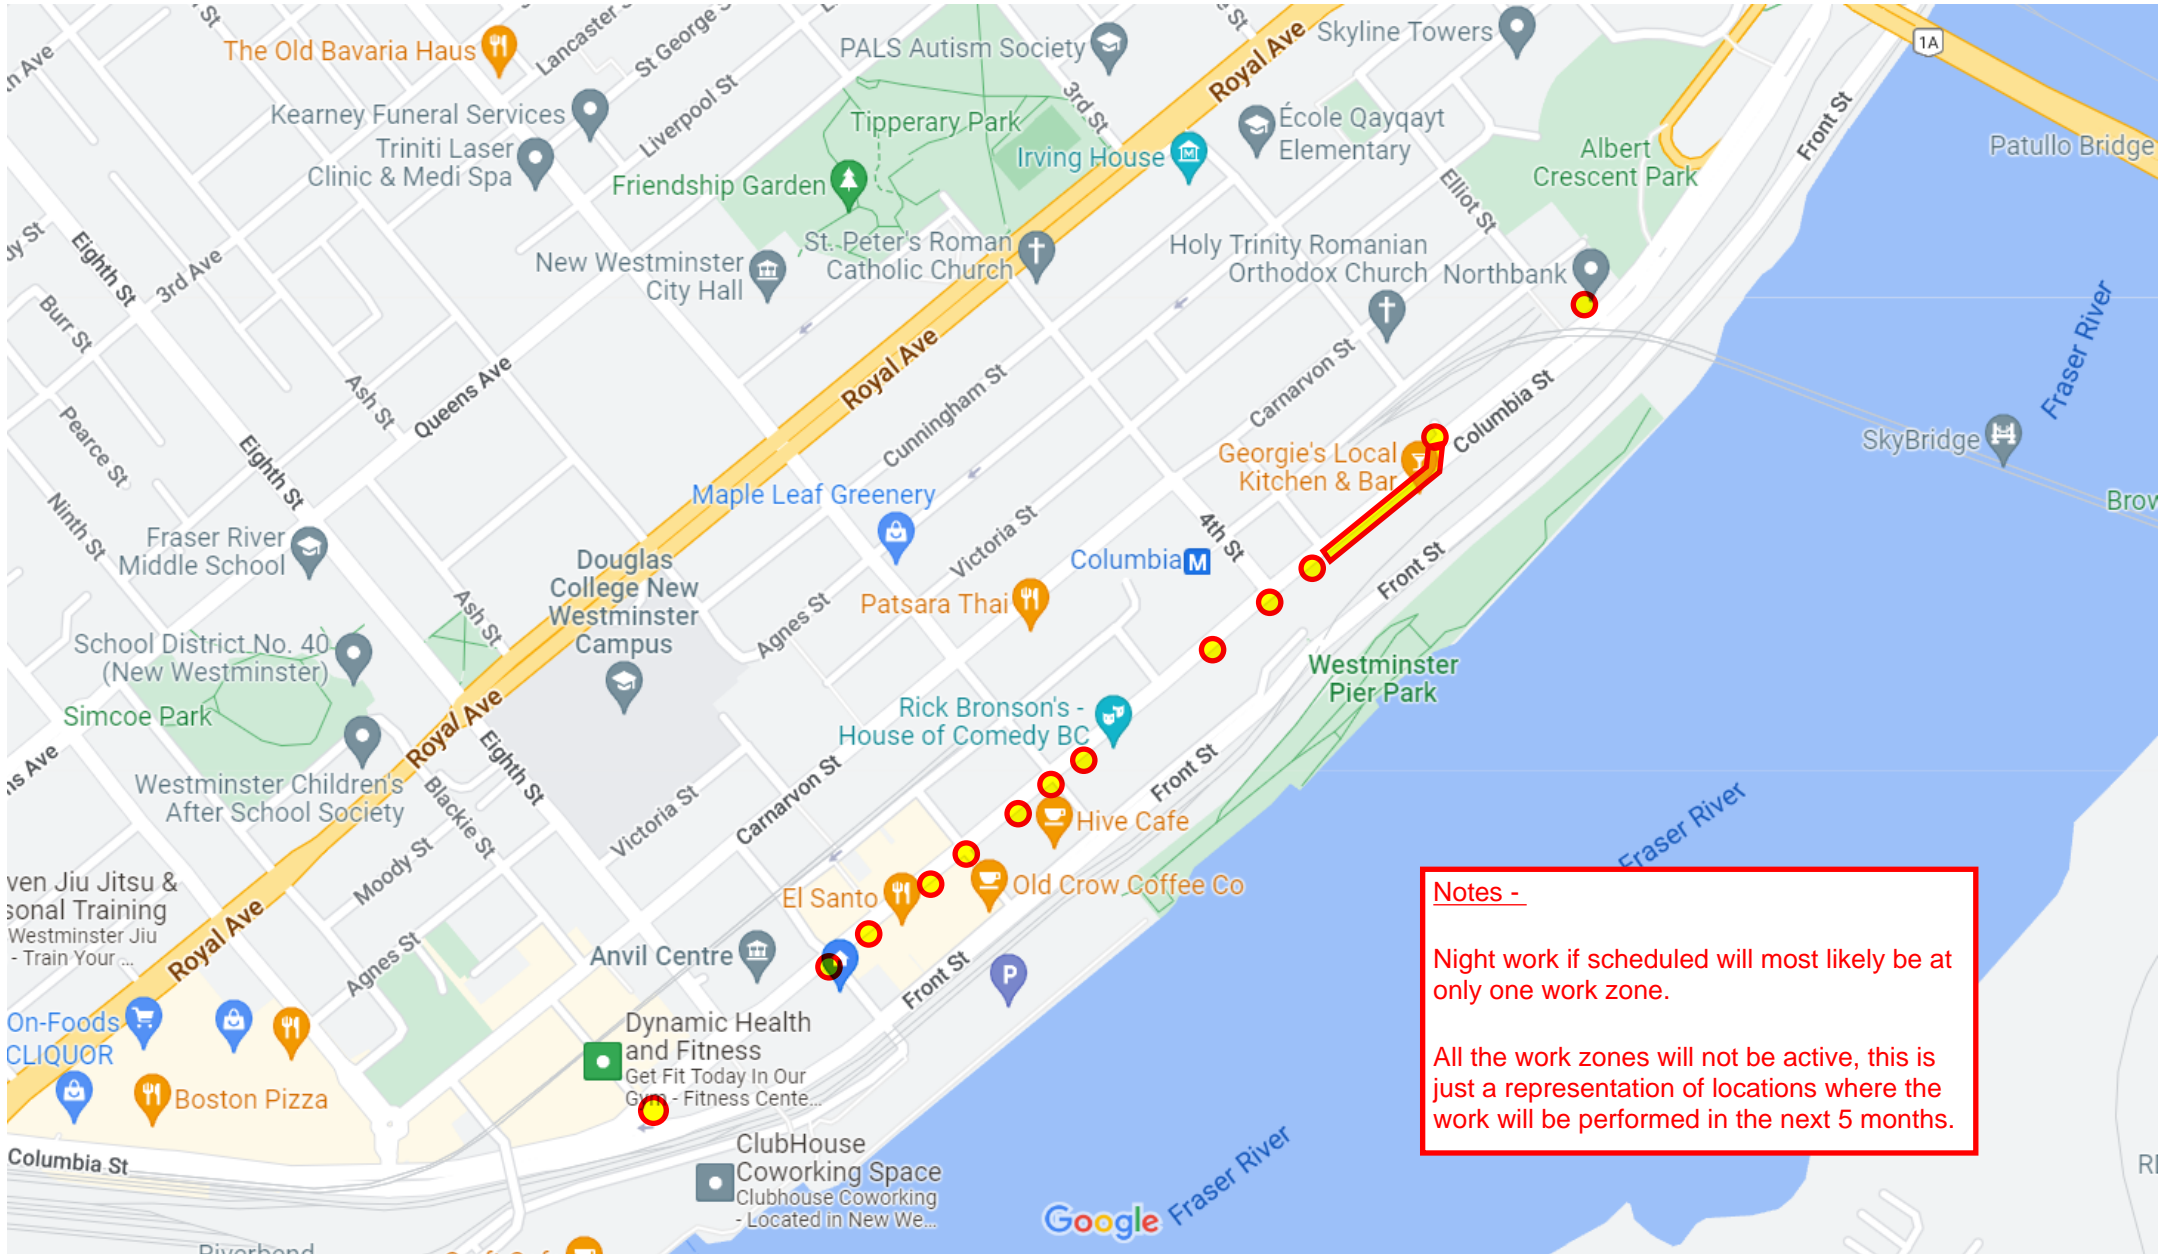 The Old Bavaria Haus
Lancaster
St George S
PALS Autism Society
Royal Ave
Skyline Towers
1A
Front St
Kearney Funeral Services
Triniti Laser
Clinic & Medi Spa
Liverpool St
Tipperary Park
3rd St
Irving House
École Qayqayt
Elementary
Albert
Crescent Park
Patullo Bridge
Friendship Garden
Elliot St
Eighth St
3rd Ave
New Westminster
City Hall
St. Peter's Roman
Catholic Church
Holy Trinity Romanian
Orthodox Church
Northbank
Burr St
Fraser River
Royal Ave
Ash St
Queens Ave
Cunningham St
Carnarvon St
Columbia St
Pearce St
Eighth St
Georgie's Local
Kitchen & Bar
SkyBridge
Maple Leaf Greenery
Ninth St
Victoria St
4th St
Brow
Fraser River
Middle School
Douglas
College New
Westminster
Campus
Columbia M
Front St
Ash St
Agnes St
Patsara Thai
School District No. 40
(New Westminster)
Westminster
Pier Park
Simcoe Park
Royal Ave
Rick Bronson's -
House of Comedy BC
Eighth St
Front St
ns Ave
Westminster Children's
After School Society
Blackie St
Victoria St
Carnarvon St
Hive Cafe
Fraser River
Moody St
ven Jiu Jitsu &
sonal Training
Westminster Jiu
- Train Your ...
El Santo
Old Crow Coffee Co
Royal Ave
Agnes St
Anvil Centre
Front St
P
Notes -
Night work if scheduled will most likely be at
only one work zone.
All the work zones will not be active, this is
just a representation of locations where the
work will be performed in the next 5 months.
On-Foods
CLIQUOR
Dynamic Health
and Fitness
Get Fit Today In Our
Gym - Fitness Cente...
Boston Pizza
Columbia St
ClubHouse
Coworking Space
Clubhouse Coworking
- Located in New We...
Fraser River
Google